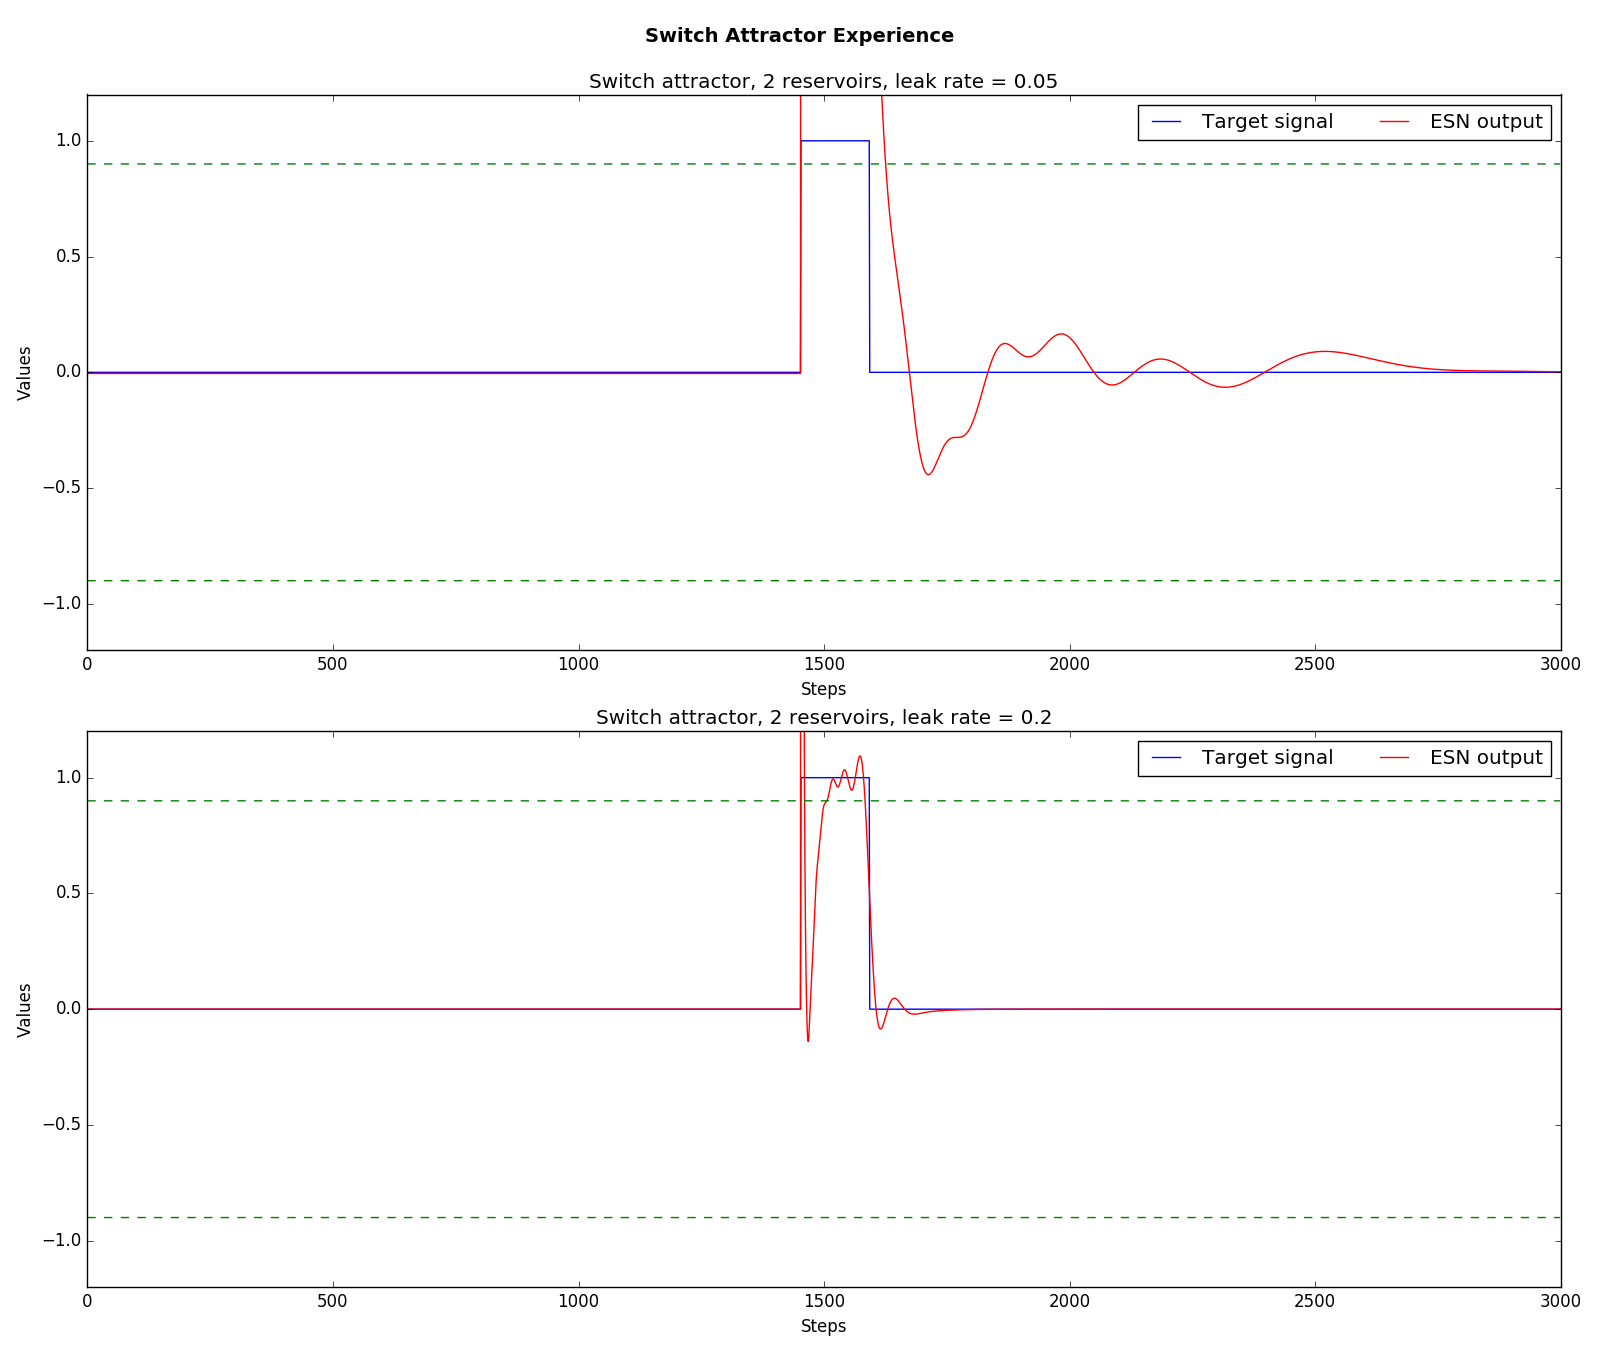 Switch Attractor Experience
Switch attractor, 2 reservoirs, leak rate = 0.05
Target signal ESN output
1.0
0.5
0.0
−0.5
−1.0
Values
0 500 1000 1500 2000 2500 3000
Steps
Switch attractor, 2 reservoirs, leak rate = 0.2
Target signal ESN output
1.0
0.5
0.0
−0.5
−1.0
Values
0 500 1000 1500 2000 2500 3000
Steps